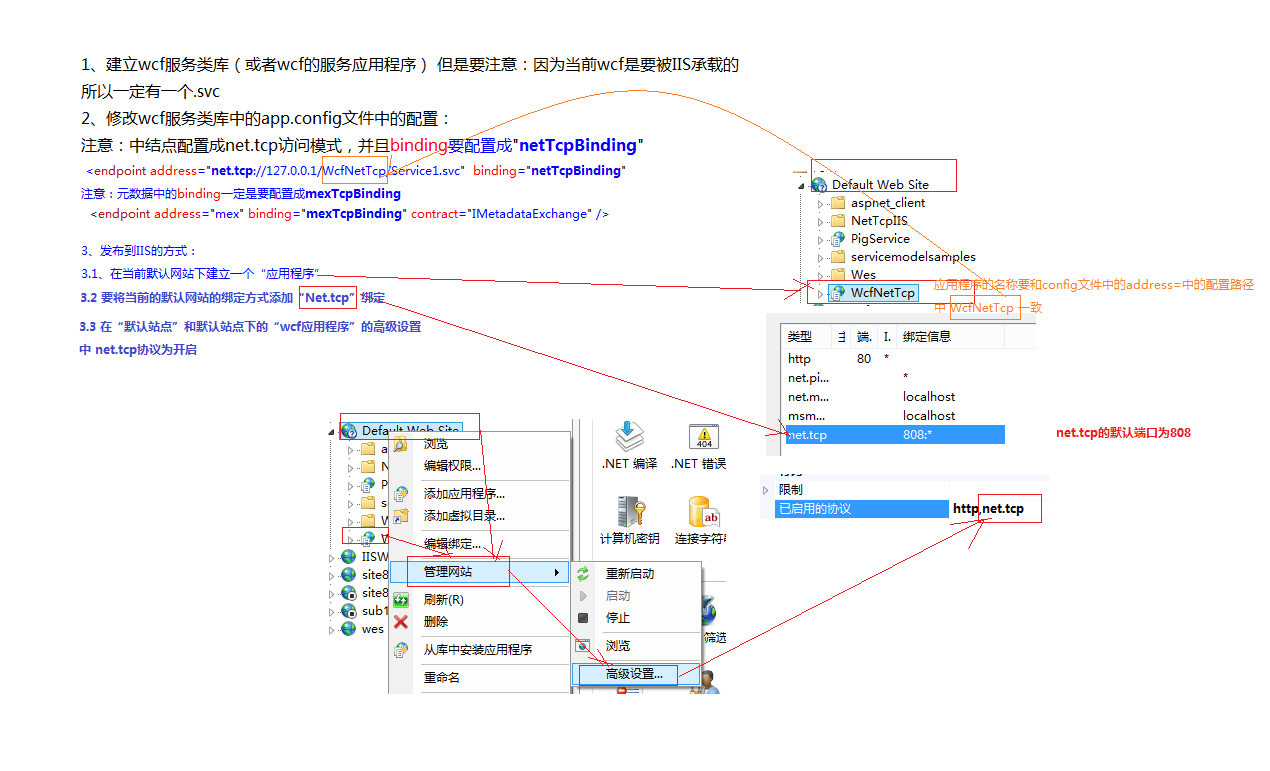 1、建立wcf服务类库（或者wcf的服务应用程序） 但是要注意：因为当前wcf是要被IIS承载的
所以一定有一个.svc
2、修改wcf服务类库中的app.config文件中的配置：
注意：中结点配置成net.tcp访问模式，并且binding要配置成"netTcpBinding"
<endpoint address="net.tcp://127.0.0.1/WcfNetTcp/Service1.svc" binding="netTcpBinding"
注意：元数据中的binding一定是要配置成mexTcpBinding
<endpoint address="mex" binding="mexTcpBinding" contract="IMetadataExchange" />
3、发布到IIS的方式：
3.1、在当前默认网站下建立一个“应用程序”
3.2 要将当前的默认网站的绑定方式添加 “Net.tcp” 绑定
3.3 在“默认站点”和默认站点下的“wcf应用程序”的高级设置
中 net.tcp协议为开启
Default Web Site
aspnet_client
NetTcpIIS
PigService
servicemodelsamples
Wes
WcfNetTcp
应用程序的名称要和config文件中的address=中的配置路径
中 WcfNetTcp 一致
类型 主 端. I. 绑定信息
http 80 *
net.pi... *
net.m... localhost
msm... localhost
net.tcp 808:*
net.tcp的默认端口为808
限制
已启用的协议 http,net.tcp
Default Web Site
a
N
P
s
W
W
IISW
site8
site8
sub1
wes
浏览
编辑权限...
添加应用程序...
添加虚拟目录...
编辑绑定...
管理网站
刷新(R)
删除
从库中安装应用程序
重命名
.NET 编译
.NET 错误
404
计算机密钥
连接字符
ab
重新启动
启动
停止
浏览
高级设置...
筛选